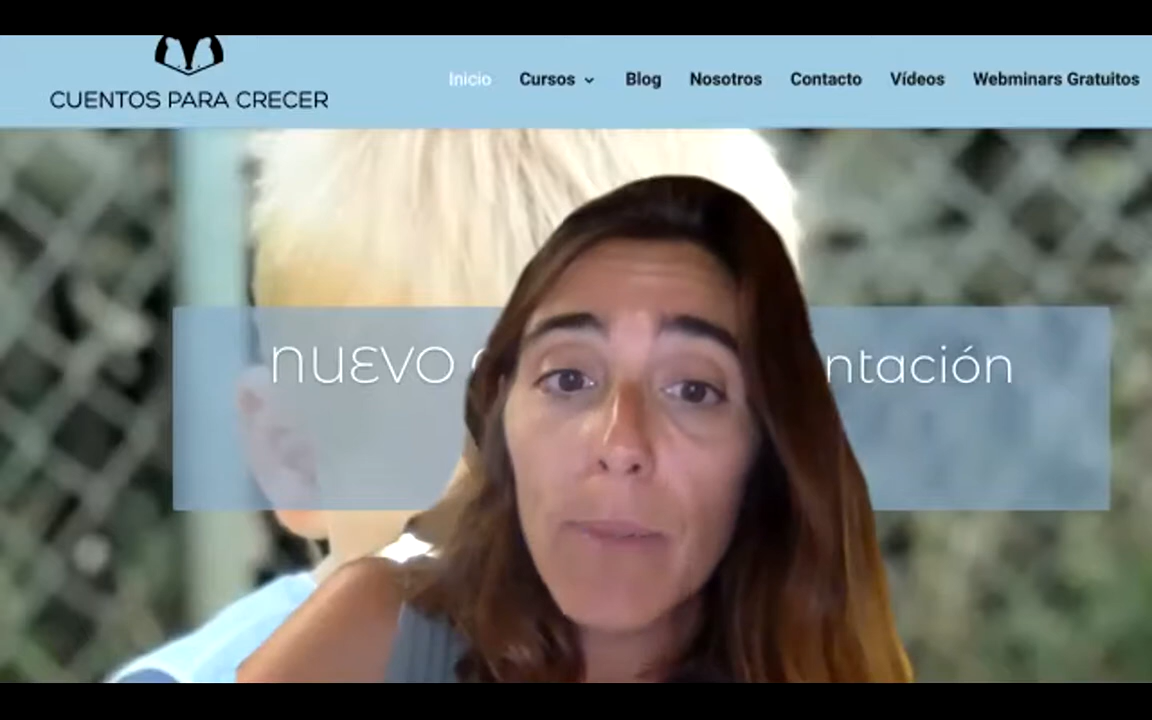 Inicio Cursos Blog Nosotros Contacto Vídeos Webminars Gratuitos
CUENTOS PARA CRECER
NUEVO ntación